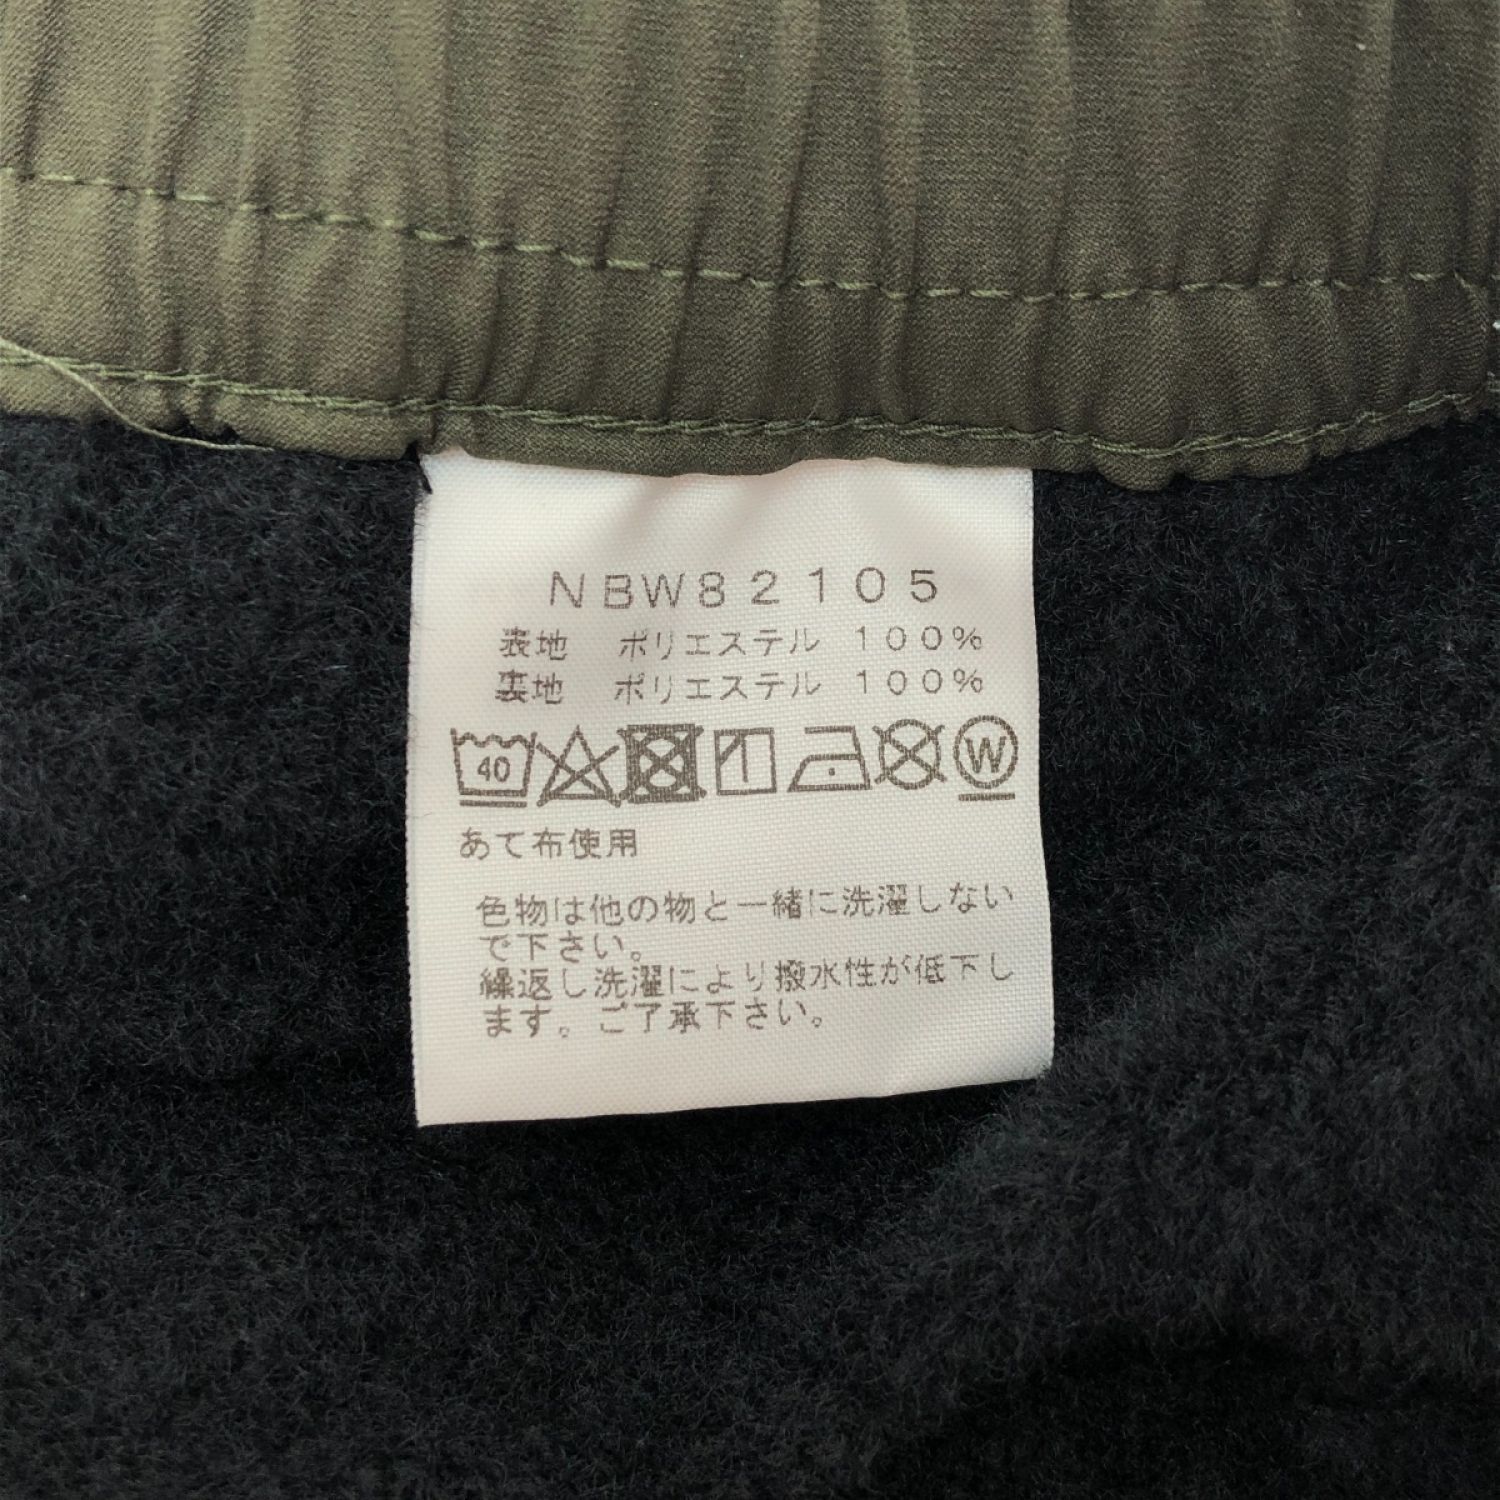 NBW82105
表地 ポリエステル 100%
裏地 ポリエステル 100%
40 W
あて布使用
色物は他の物と一緒に洗濯しない
で下さい。
繰返し洗濯により撥水性が低下し
ます。ご了承下さい。